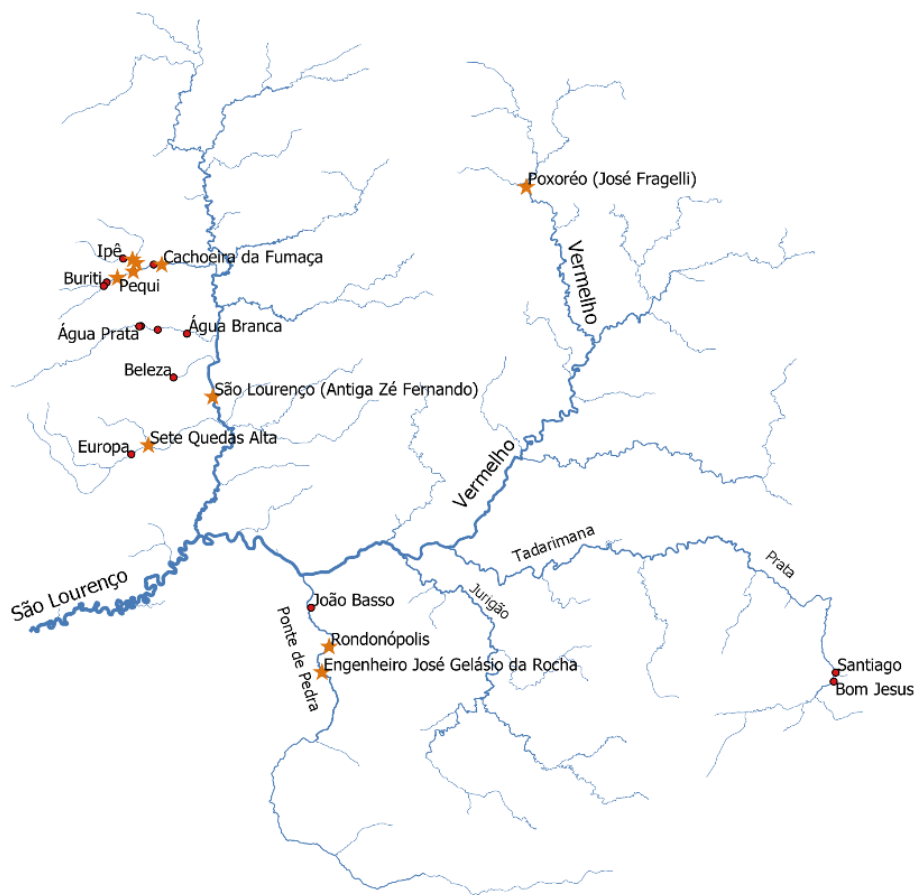 Poxoréo (José Fragelli)
Vermelho
Ipê
Cachoeira da Fumaça
Buriti
Pequi
Água Prata
Água Branca
Beleza
São Lourenço (Antiga Zé Fernando)
Sete Quedas Alta
Europa
Vermelho
Tadarimana
Prata
São Lourenço
Jurigão
João Basso
Ponte de Pedra
Rondonópolis
Engenheiro José Gelásio da Rocha
Santiago
Bom Jesus